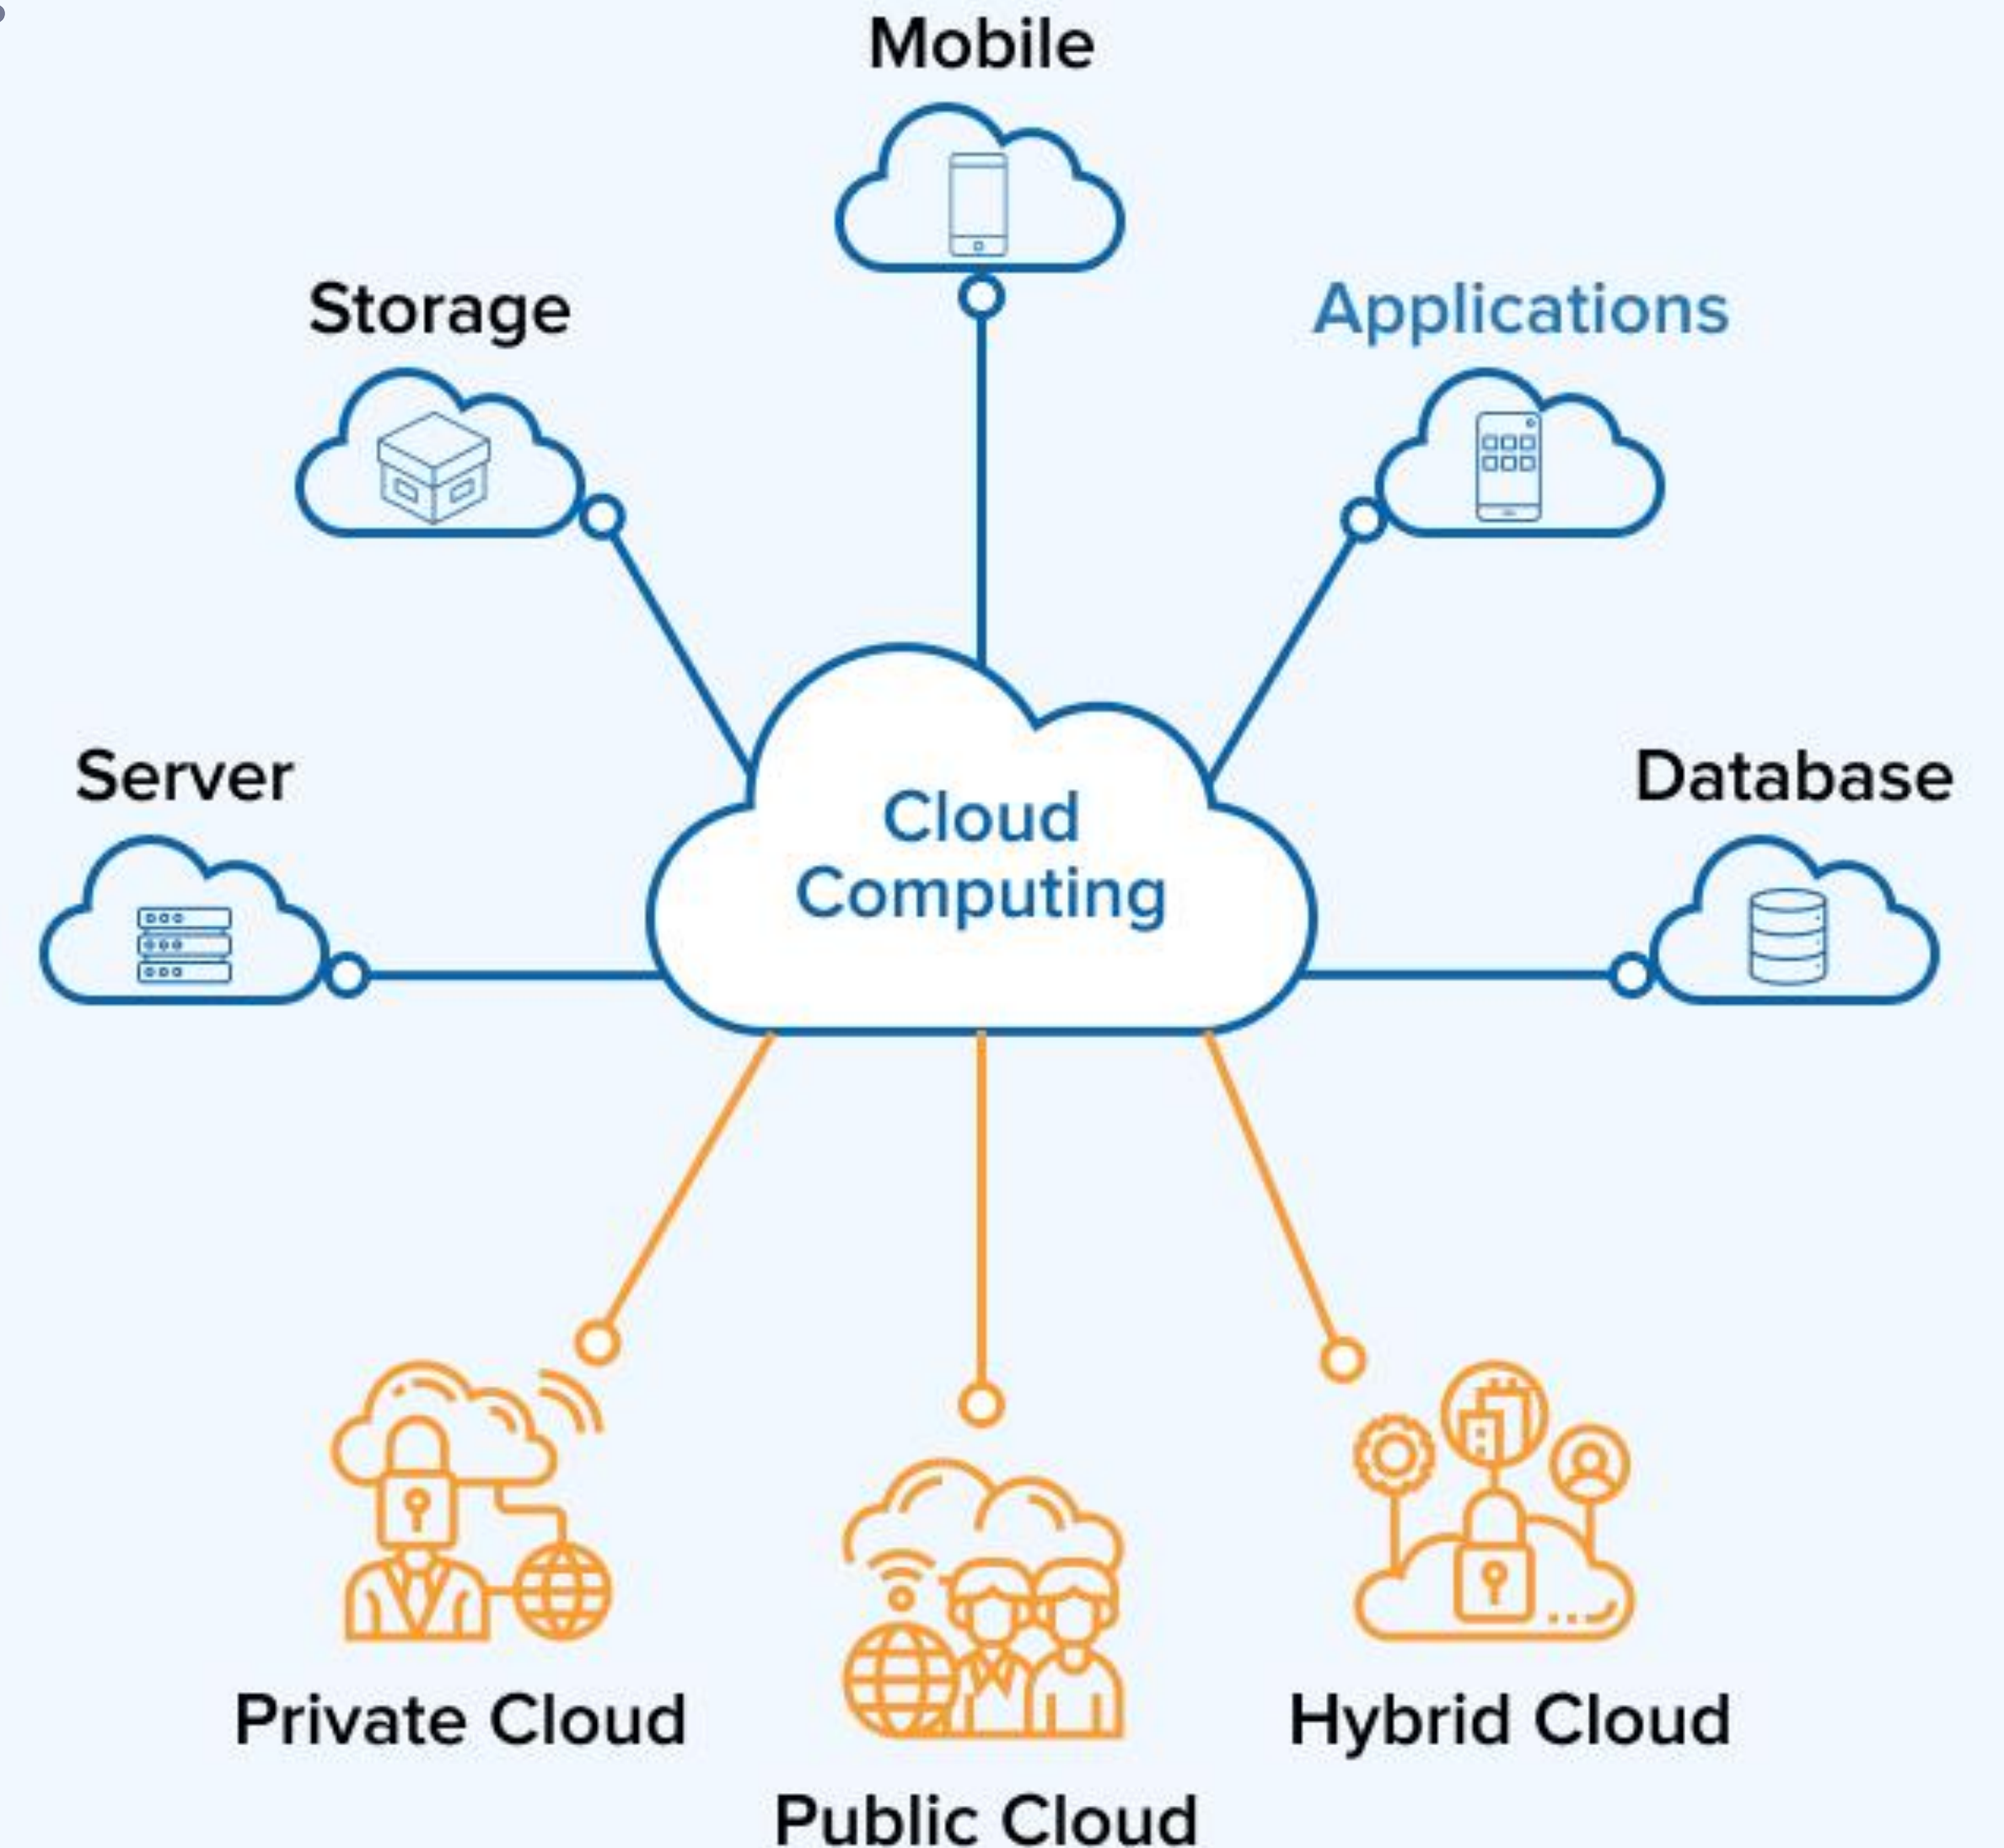 Mobile
Storage
Applications
Server
Cloud
Computing
Database
Private Cloud
Hybrid Cloud
Public Cloud